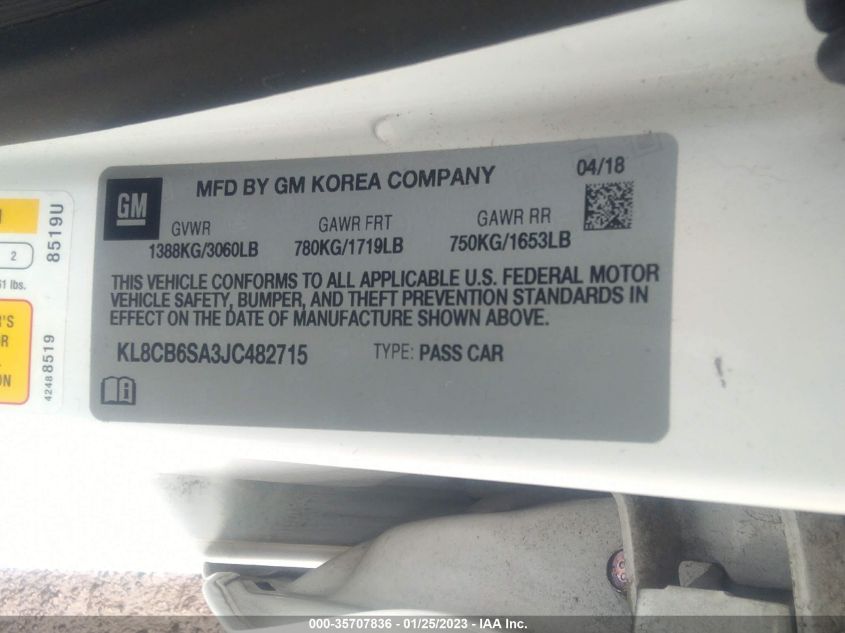 GM
MFD BY GM KOREA COMPANY
04/18
GVWR GAWR FRT GAWR RR
1388KG/3060LB 780KG/1719LB 750KG/1653LB
THIS VEHICLE CONFORMS TO ALL APPLICABLE U.S. FEDERAL MOTOR
VEHICLE SAFETY, BUMPER, AND THEFT PREVENTION STANDARDS IN
EFFECT ON THE DATE OF MANUFACTURE SHOWN ABOVE.
KL8CB6SA3JC482715 TYPE: PASS CAR
8519U
2
lbs.
42488519
000-35707836 - 01/25/2023 - IAA Inc.